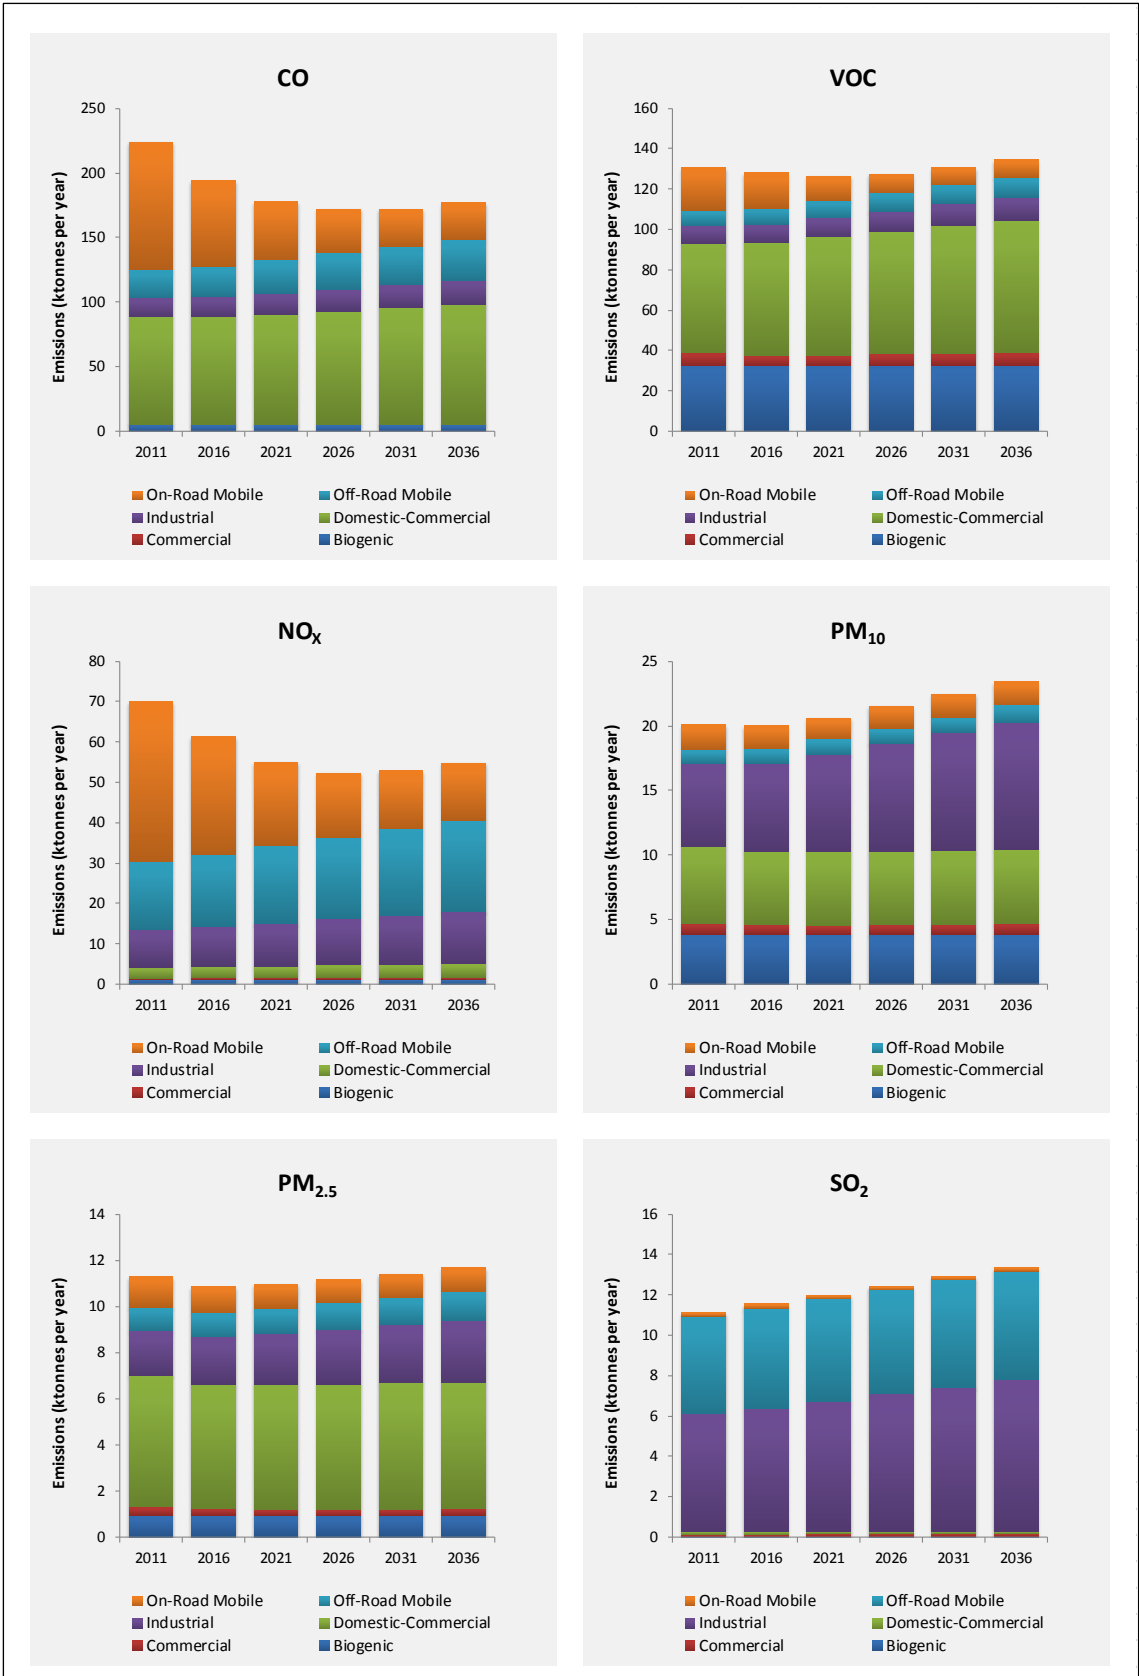 CO
Emissions (ktonnes per year)
250
200
150
100
50
0
2011 2016 2021 2026 2031 2036
On-Road Mobile Off-Road Mobile
Industrial Domestic-Commercial
Commercial Biogenic
VOC
Emissions (ktonnes per year)
160
140
120
100
80
60
40
20
0
2011 2016 2021 2026 2031 2036
On-Road Mobile Off-Road Mobile
Industrial Domestic-Commercial
Commercial Biogenic
NOX
Emissions (ktonnes per year)
80
70
60
50
40
30
20
10
0
2011 2016 2021 2026 2031 2036
On-Road Mobile Off-Road Mobile
Industrial Domestic-Commercial
Commercial Biogenic
PM10
Emissions (ktonnes per year)
25
20
15
10
5
0
2011 2016 2021 2026 2031 2036
On-Road Mobile Off-Road Mobile
Industrial Domestic-Commercial
Commercial Biogenic
PM2.5
Emissions (ktonnes per year)
14
12
10
8
6
4
2
0
2011 2016 2021 2026 2031 2036
On-Road Mobile Off-Road Mobile
Industrial Domestic-Commercial
Commercial Biogenic
SO2
Emissions (ktonnes per year)
16
14
12
10
8
6
4
2
0
2011 2016 2021 2026 2031 2036
On-Road Mobile Off-Road Mobile
Industrial Domestic-Commercial
Commercial Biogenic